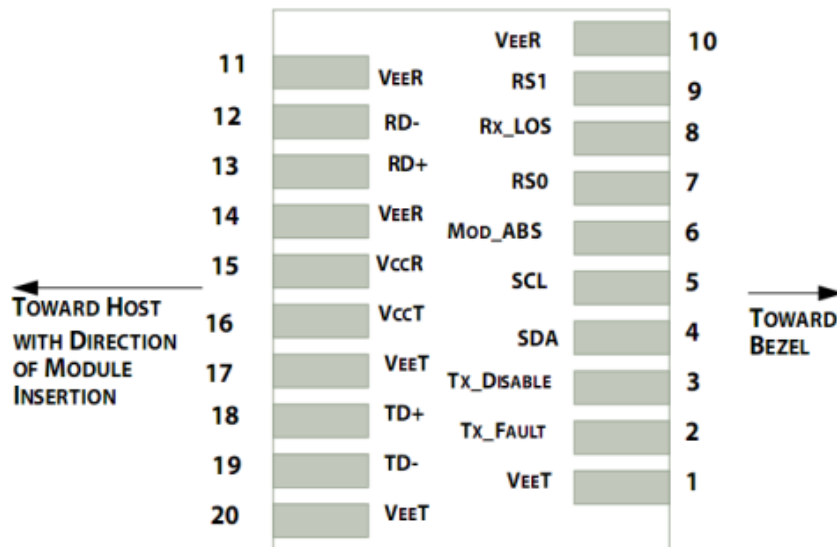 11 VEER
12 RD-
13 RD+
14 VEER
15 VCCR
16 VCCT
17 VEET
18 TD+
19 TD-
20 VEET
VEER 10
RS1 9
RX_LOS 8
RS0 7
MOD_ABS 6
SCL 5
SDA 4
TX_DISABLE 3
TX_FAULT 2
VEET 1
TOWARD HOST
WITH DIRECTION
OF MODULE
INSERTION
TOWARD
BEZEL